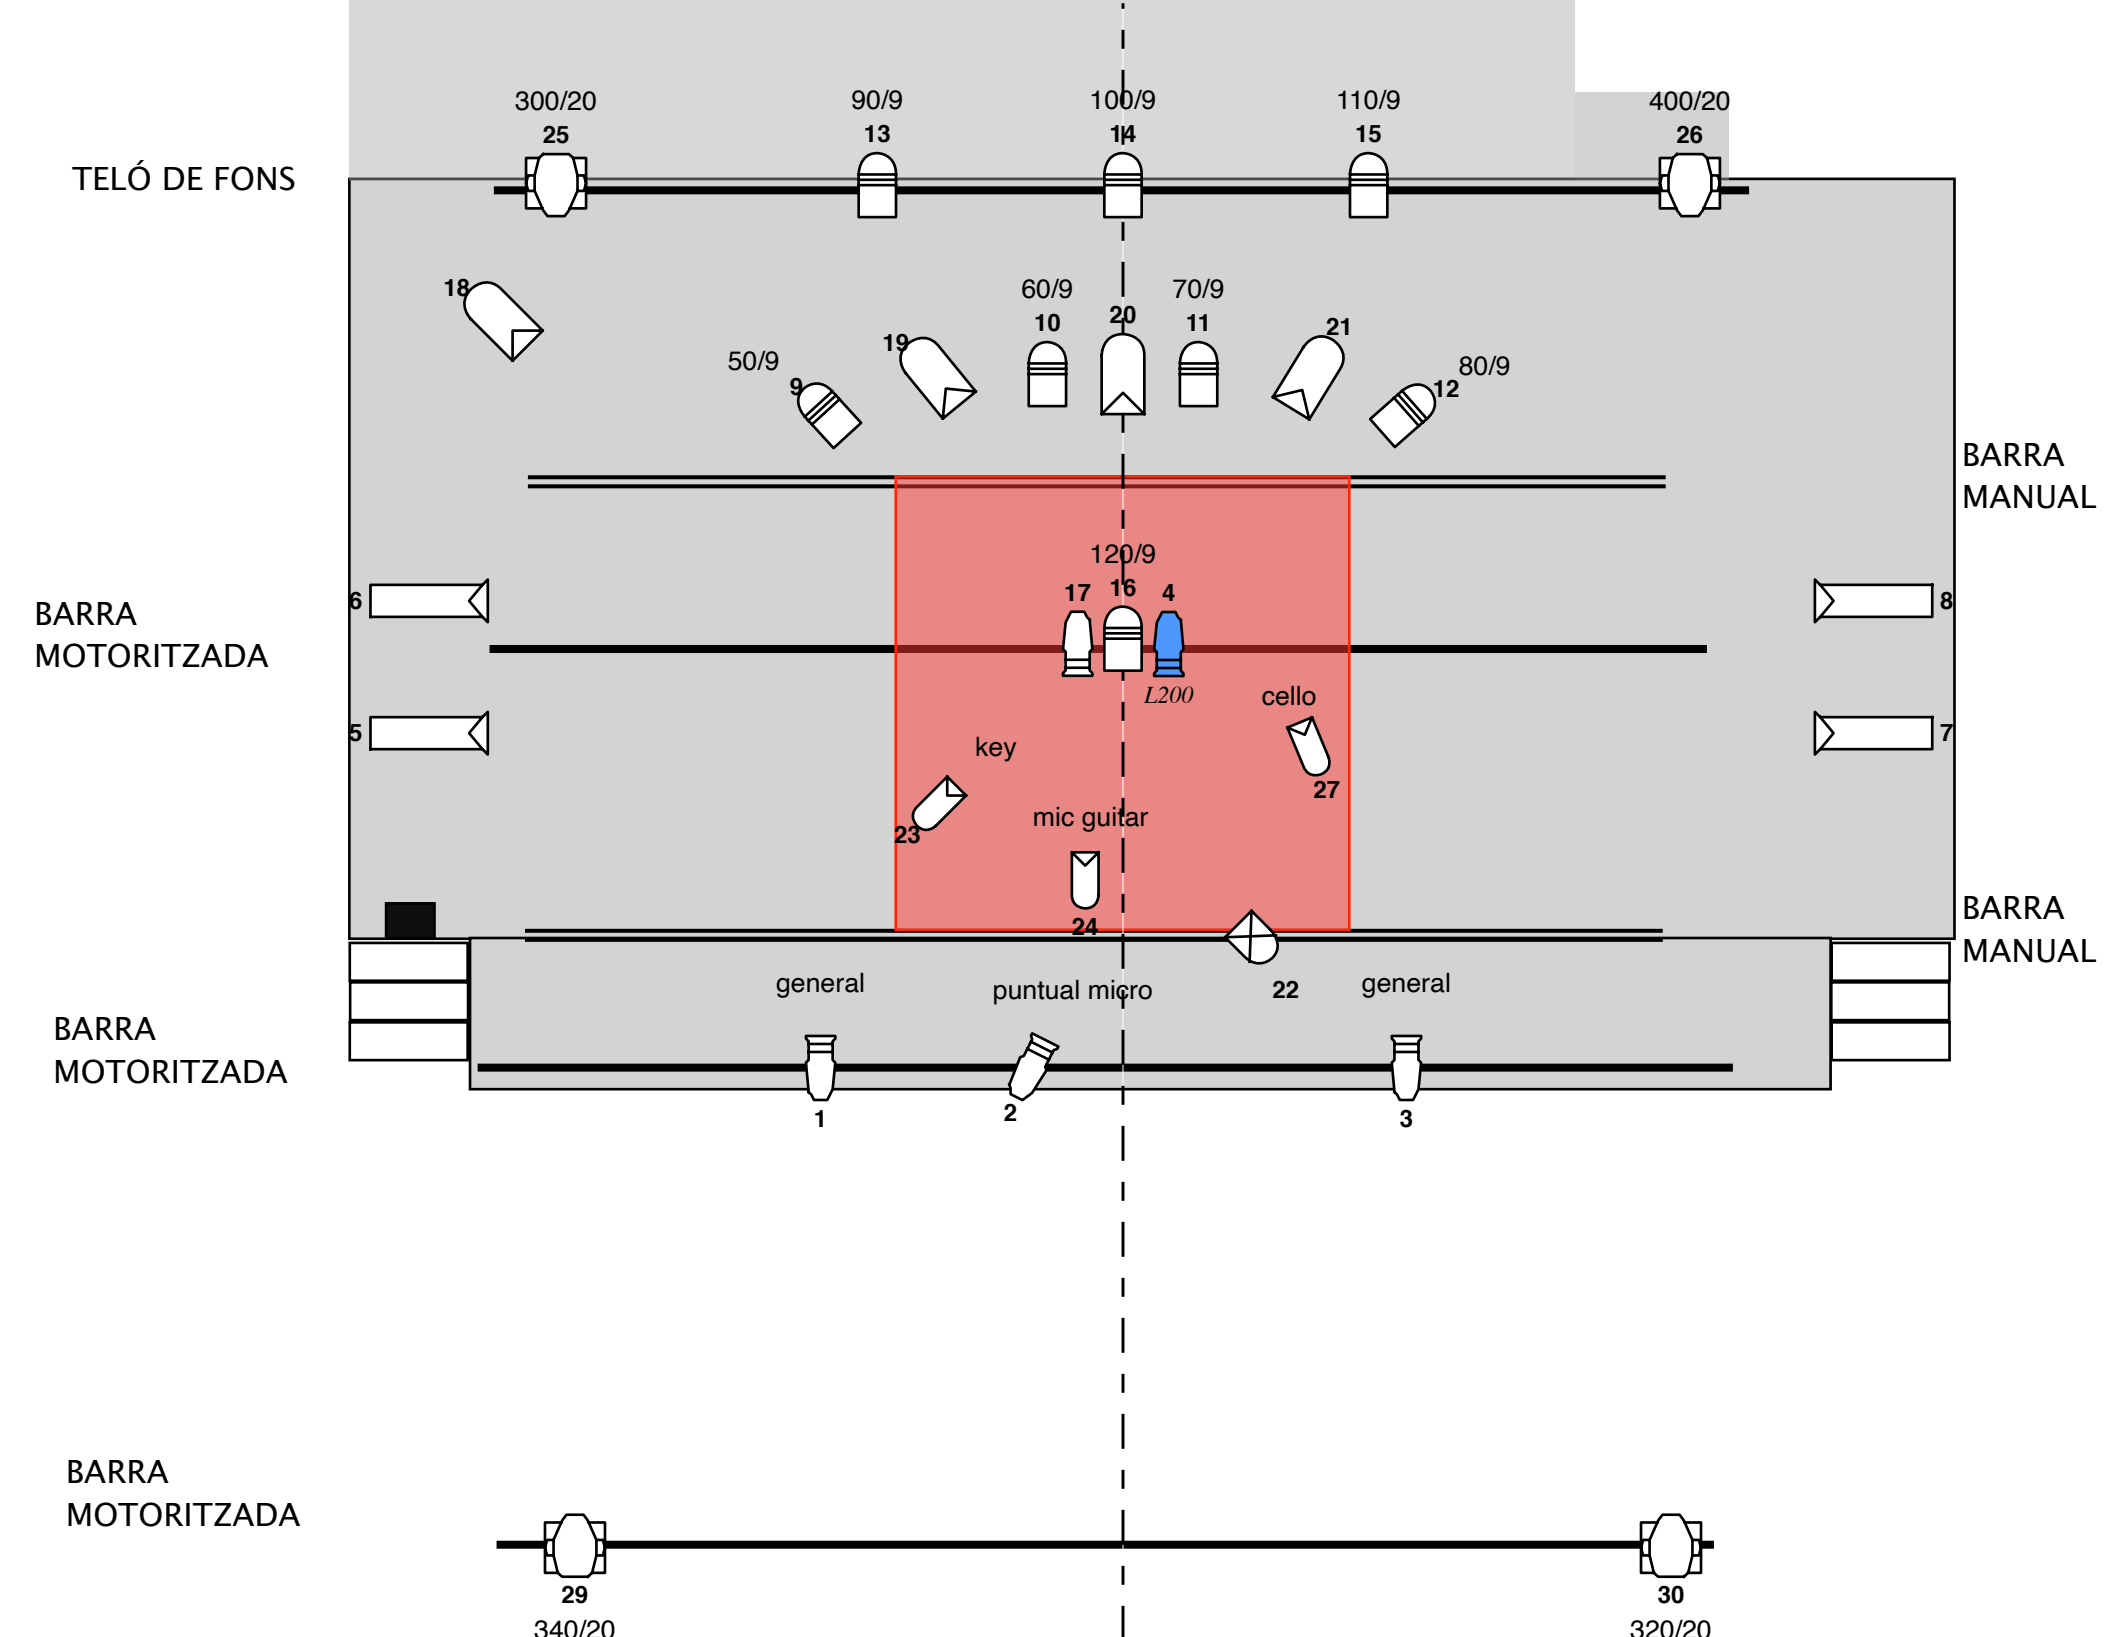 300/20
90/9
100/9
110/9
400/20
25
13
14
15
26
TELÓ DE FONS
18
60/9
70/9
20
10
11
21
19
50/9
80/9
9
12
BARRA
MANUAL
120/9
17
16
4
6
8
BARRA
MOTORITZADA
L200
cello
5
7
key
27
mic guitar
23
24
BARRA
MANUAL
general
puntual micro
22
general
BARRA
MOTORITZADA
1
2
3
BARRA
MOTORITZADA
29
30
340/20
320/20